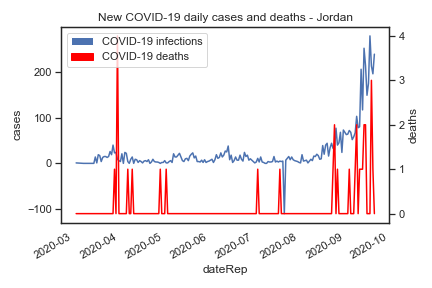 New COVID-19 daily cases and deaths - Jordan
COVID-19 infections
COVID-19 deaths
cases
200
100
0
−100
deaths
4
3
2
1
0
2020-03
2020-04
2020-05
2020-06
2020-07
2020-08
2020-09
2020-10
dateRep